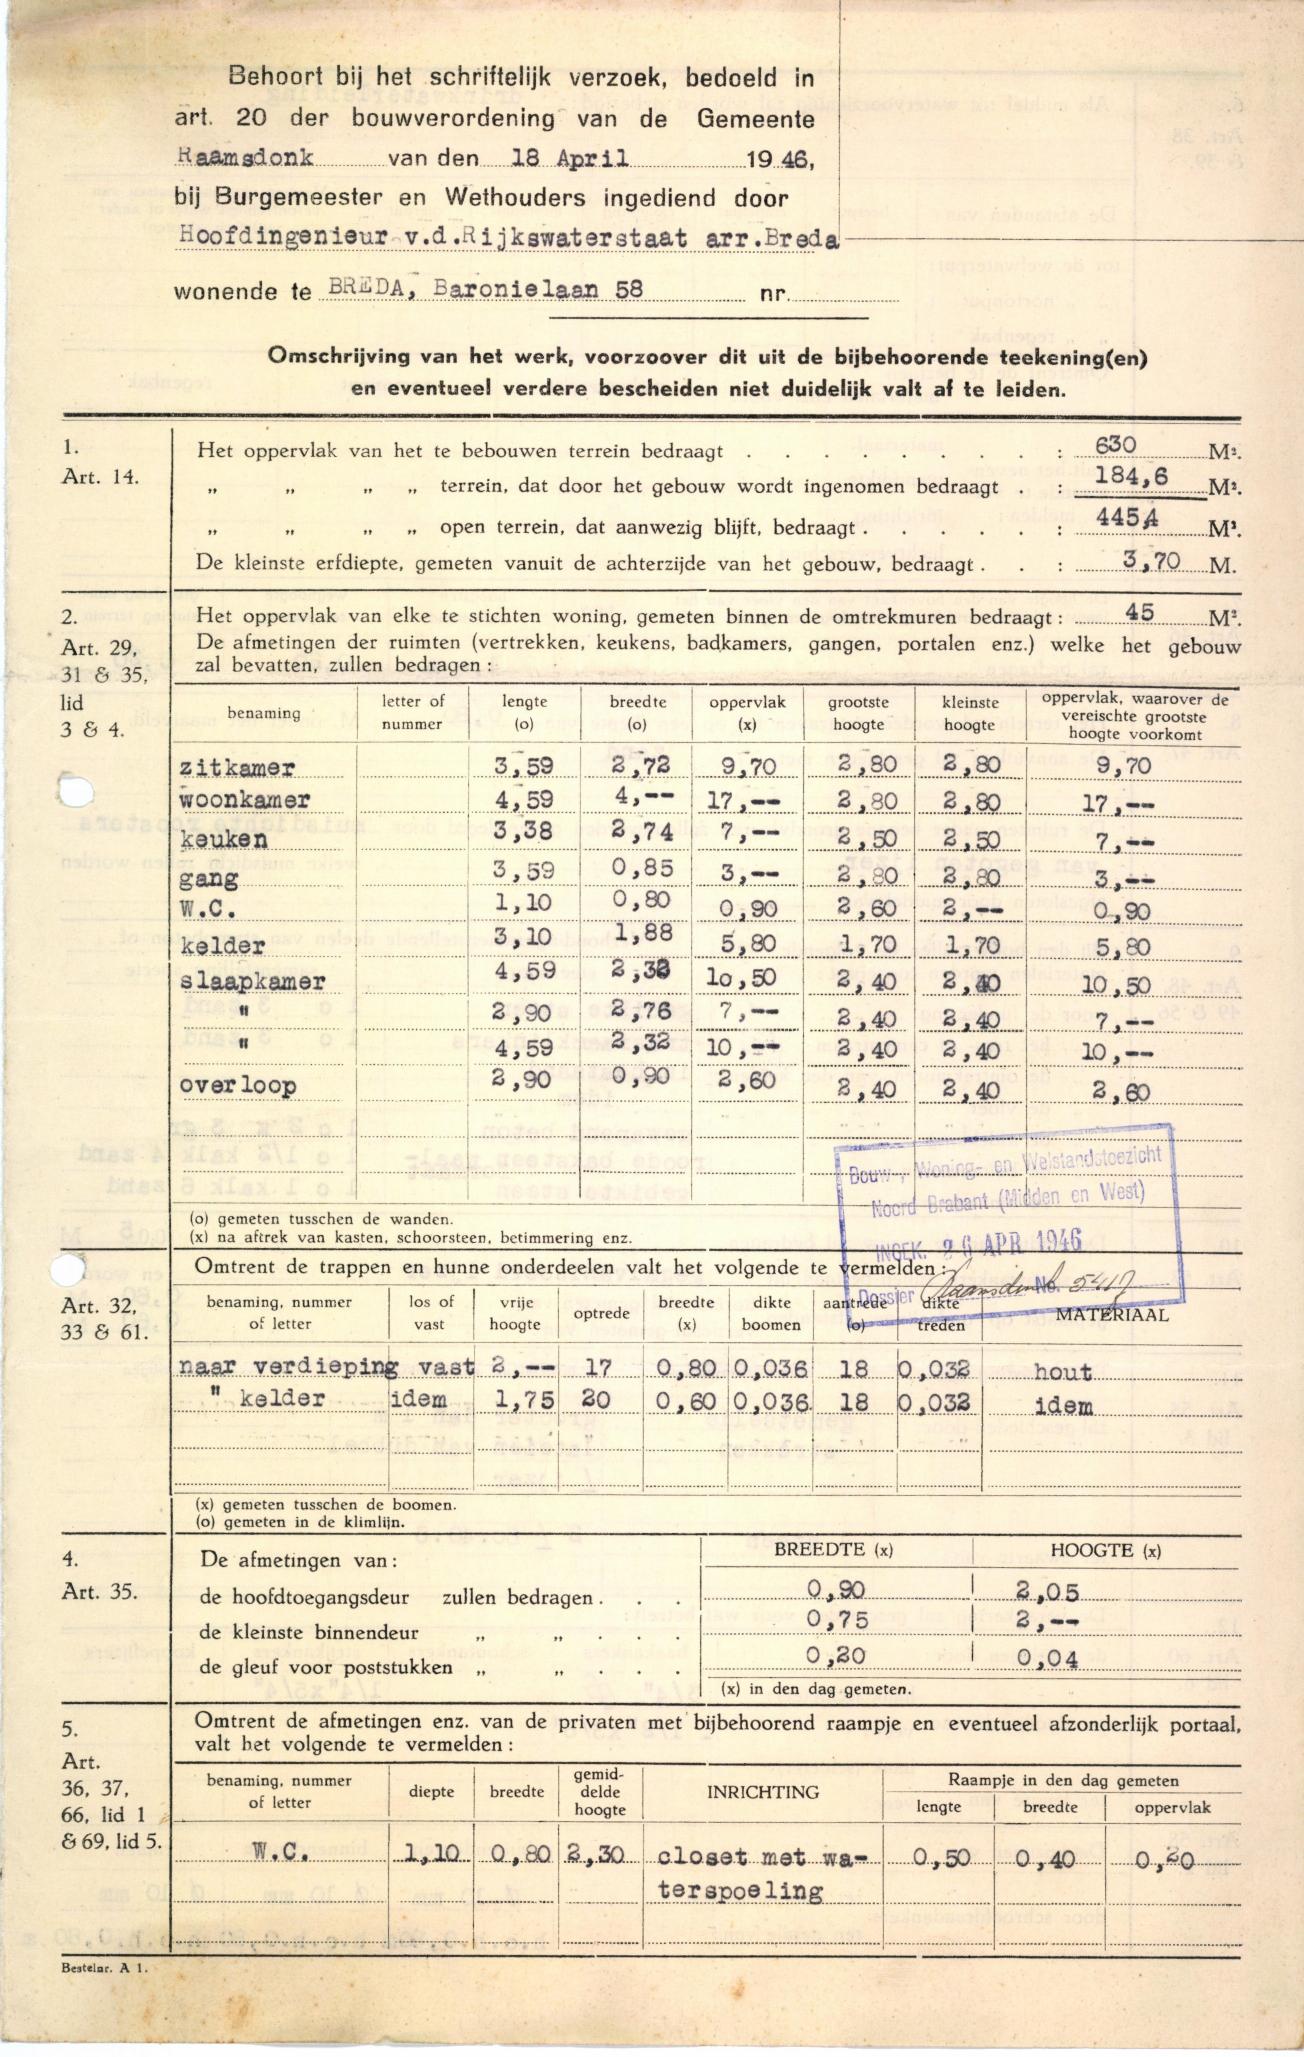 Behoort bij het schriftelijk verzoek, bedoeld in
art. 20 der bouwverordening van de Gemeente
Raamsdonk van den 18 April 1946,
bij Burgemeester en Wethouders ingediend door
Hoofdingenieur v.d.Rijkswaterstaat arr.Breda
wonende te BREDA, Baronielaan 58 nr.
Omschrijving van het werk, voorzoover dit uit de bijbehoorende teekening(en)
en eventueel verdere bescheiden niet duidelijk valt af te leiden.
1.
Art. 14.
Het oppervlak van het te bebouwen terrein bedraagt . . . . . . . . : 630 M².
„ „ „ „ terrein, dat door het gebouw wordt ingenomen bedraagt . : 184,6 M².
„ „ „ „ open terrein, dat aanwezig blijft, bedraagt . . . . . . : 445,4 M².
De kleinste erfdiepte, gemeten vanuit de achterzijde van het gebouw, bedraagt . . : 3,70 M.
2.
Art. 29,
31 & 35,
lid
3 & 4.
Het oppervlak van elke te stichten woning, gemeten binnen de omtrekmuren bedraagt : 45 M².
De afmetingen der ruimten (vertrekken, keukens, badkamers, gangen, portalen enz.) welke het gebouw
zal bevatten, zullen bedragen :
benaming letter of nummer lengte (o) breedte (o) oppervlak (x) grootste hoogte kleinste hoogte oppervlak, waarover de vereischte grootste hoogte voorkomt
zitkamer 3,59 2,72 9,70 2,80 2,80 9,70
woonkamer 4,59 4,-- 17,-- 2,80 2,80 17,--
keuken 3,38 2,74 7,-- 2,50 2,50 7,--
gang 3,59 0,85 3,-- 2,80 2,80 3,--
W.C. 1,10 0,80 0,90 2,60 2,-- 0,90
kelder 3,10 1,88 5,80 1,70 1,70 5,80
slaapkamer 4,59 10,50 2,40 2,40 10,50
" 2,90 2,76 7,-- 2,40 2,40 7,--
" 4,59 2,32 10,-- 2,40 2,40 10,--
overloop 2,90 0,90 2,60 2,40 2,40 2,60
(o) gemeten tusschen de wanden.
(x) na aftrek van kasten, schoorsteen, betimmering enz.
Bouw-, Woning- en Welstandstoezicht
Noord Brabant (Midden en West)
INGEK. 26 APR 1946
Dossier Raamsdonk No. 5417
Art. 32,
33 & 61.
Omtrent de trappen en hunne onderdeelen valt het volgende te vermelden :
benaming, nummer of letter los of vast vrije hoogte optrede breedte (x) dikte boomen aantrede (o) dikte treden MATERIAAL
naar verdieping vast 2,-- 17 0,80 0,036 18 0,032 hout
" kelder idem 1,75 20 0,60 0,036 18 0,032 idem
(x) gemeten tusschen de boomen.
(o) gemeten in de klimlijn.
4.
Art. 35.
De afmetingen van : BREEDTE (x) HOOGTE (x)
de hoofdtoegangsdeur zullen bedragen . . . 0,90 2,05
de kleinste binnendeur „ „ . . . 0,75 2,--
de gleuf voor poststukken „ „ . . . 0,20 0,04
(x) in den dag gemeten.
5.
Art.
36, 37,
66, lid 1
& 69, lid 5.
Omtrent de afmetingen enz. van de privaten met bijbehoorend raampje en eventueel afzonderlijk portaal,
valt het volgende te vermelden :
benaming, nummer of letter diepte breedte gemiddelde hoogte INRICHTING Raampje in den dag gemeten
lengte breedte oppervlak
W.C. 1,10 0,80 2,30 closet met wa- 0,50 0,40 0,20
terspoeling
Bestelnr. A 1.